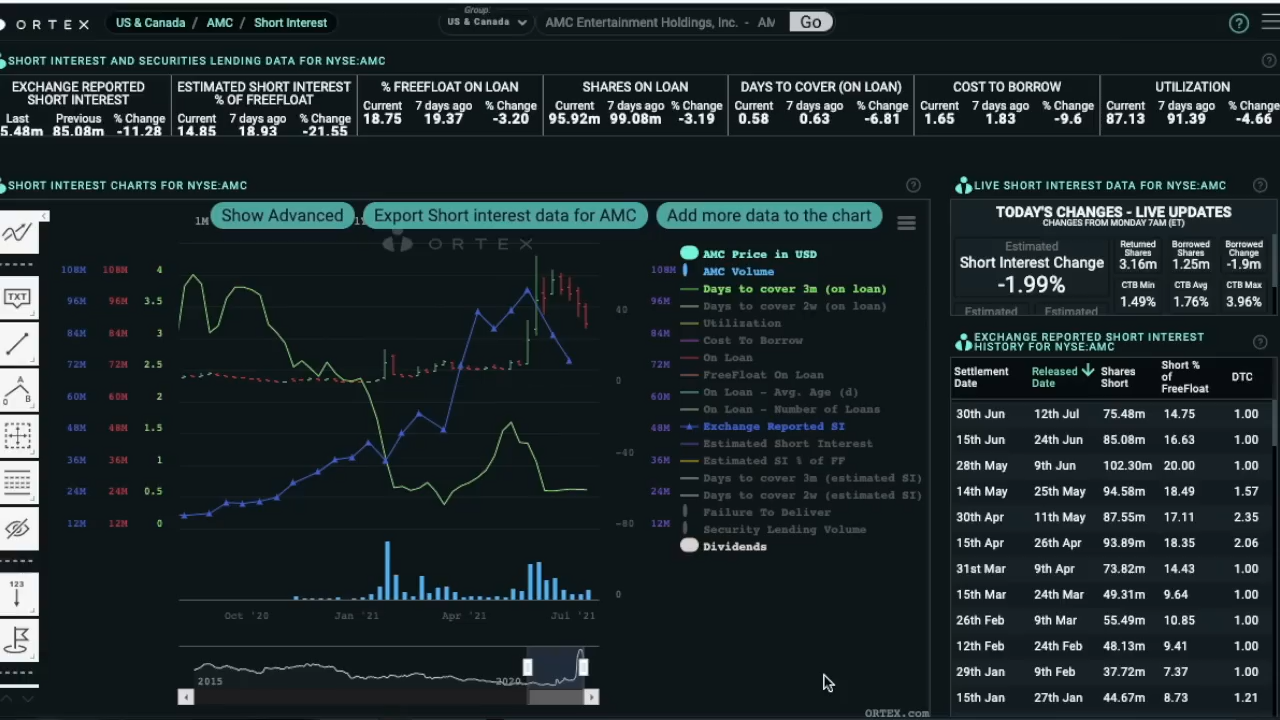 ORTEX
US & Canada / AMC / Short Interest
Group:
US & Canada
AMC Entertainment Holdings, Inc. - AM
Go
?
SHORT INTEREST AND SECURITIES LENDING DATA FOR NYSE:AMC
?
EXCHANGE REPORTED
SHORT INTEREST
Last Previous % Change
5.48m 85.08m -11.28
ESTIMATED SHORT INTEREST
% OF FREEFLOAT
Current 7 days ago % Change
14.85 18.93 -21.55
% FREEFLOAT ON LOAN
Current 7 days ago % Change
18.75 19.37 -3.20
SHARES ON LOAN
Current 7 days ago % Change
95.92m 99.08m -3.19
DAYS TO COVER (ON LOAN)
Current 7 days ago % Change
0.58 0.63 -6.81
COST TO BORROW
Current 7 days ago % Change
1.65 1.83 -9.6
UTILIZATION
Current 7 days ago % Change
87.13 91.39 -4.66
SHORT INTEREST CHARTS FOR NYSE:AMC
?
1M
Show Advanced
Export Short interest data for AMC
Add more data to the chart
ORTEX
TXT
A
0 B
123
108M 108M 4
96M 96M 3.5
84M 84M 3
72M 72M 2.5
60M 60M 2
48M 48M 1.5
36M 36M 1
24M 24M 0.5
12M 12M 0
40
0
-40
-80
0
108M
96M
84M
72M
60M
48M
36M
24M
12M
Oct '20 Jan '21 Apr '21 Jul '21
2015 2020
AMC Price in USD
AMC Volume
Days to cover 3m (on loan)
Days to cover 2w (on loan)
Utilization
Cost To Borrow
On Loan
FreeFloat On Loan
On Loan - Avg. Age (d)
On Loan - Number of Loans
Exchange Reported SI
Estimated Short Interest
Estimated SI % of FF
Days to cover 3m (estimated SI)
Days to cover 2w (estimated SI)
Failure To Deliver
Security Lending Volume
Dividends
ORTEX.com
LIVE SHORT INTEREST DATA FOR NYSE:AMC
?
TODAY'S CHANGES - LIVE UPDATES
CHANGES FROM MONDAY 7AM (ET)
Estimated
Short Interest Change
-1.99%
Returned Shares 3.16m
Borrowed Shares 1.25m
Borrowed Change -1.9m
CTB Min 1.49%
CTB Avg 1.76%
CTB Max 3.96%
Estimated Estimated
EXCHANGE REPORTED SHORT INTEREST
HISTORY FOR NYSE:AMC
?
Settlement Date Released Date Shares Short Short % of FreeFloat DTC
30th Jun 12th Jul 75.48m 14.75 1.00
15th Jun 24th Jun 85.08m 16.63 1.00
28th May 9th Jun 102.30m 20.00 1.00
14th May 25th May 94.58m 18.49 1.57
30th Apr 11th May 87.55m 17.11 2.35
15th Apr 26th Apr 93.89m 18.35 2.06
31st Mar 9th Apr 73.82m 14.43 1.00
15th Mar 24th Mar 49.31m 9.64 1.00
26th Feb 9th Mar 55.49m 10.85 1.00
12th Feb 24th Feb 48.13m 9.41 1.00
29th Jan 9th Feb 37.72m 7.37 1.00
15th Jan 27th Jan 44.67m 8.73 1.21